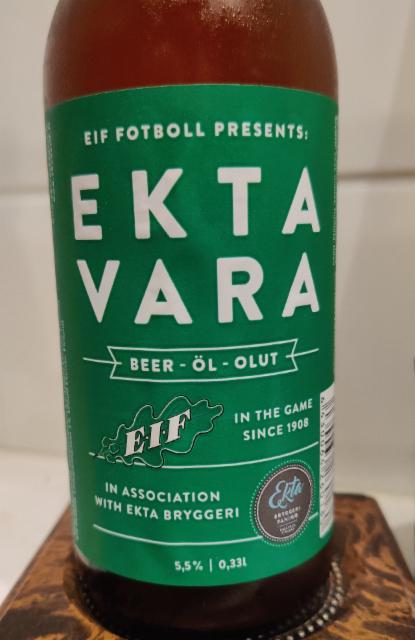 EIF FOTBOLL PRESENTS:
EKTA
VARA
BEER - ÖL - OLUT
EIF
IN THE GAME
SINCE 1908
IN ASSOCIATION
WITH EKTA BRYGGERI
Ekta
BRYGGERI
PANIMO
5,5% | 0,33L